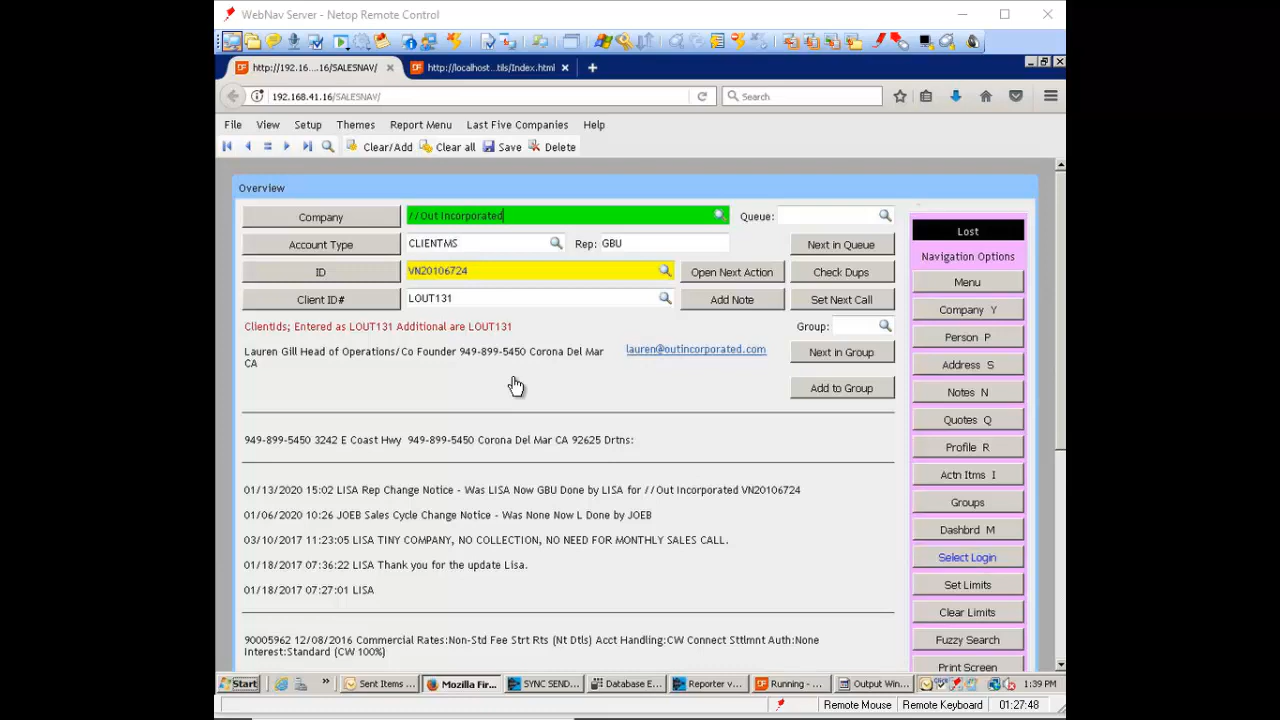 WebNav Server - Netop Remote Control
http://192.16....16/SALESNAV/
http://localhost...tils/Index.html
192.168.41.16/SALESNAV/
Search
File View Setup Themes Report Menu Last Five Companies Help
Clear/Add Clear all Save Delete
Overview
Company //Out Incorporated Queue:
Account Type CLIENTMS Rep: GBU Next in Queue
ID VN20106724 Open Next Action Check Dups
Client ID# LOUT131 Add Note Set Next Call
ClientIds; Entered as LOUT131 Additional are LOUT131 Group:
Lauren Gill Head of Operations/Co Founder 949-899-5450 Corona Del Mar
CA
lauren@outincorporated.com
Next in Group
Add to Group
949-899-5450 3242 E Coast Hwy 949-899-5450 Corona Del Mar CA 92625 Drtns:
01/13/2020 15:02 LISA Rep Change Notice - Was LISA Now GBU Done by LISA for //Out Incorporated VN20106724
01/06/2020 10:26 JOEB Sales Cycle Change Notice - Was None Now L Done by JOEB
03/10/2017 11:23:05 LISA TINY COMPANY, NO COLLECTION, NO NEED FOR MONTHLY SALES CALL.
01/18/2017 07:36:22 LISA Thank you for the update Lisa.
01/18/2017 07:27:01 LISA
90005962 12/08/2016 Commercial Rates:Non-Std Fee Strt Rts (Nt Dtls) Acct Handling:CW Connect Sttlmnt Auth:None
Interest:Standard (CW 100%)
Lost
Navigation Options
Menu
Company Y
Person P
Address S
Notes N
Quotes Q
Profile R
Actn Itms I
Groups
Dashbrd M
Select Login
Set Limits
Clear Limits
Fuzzy Search
Print Screen
Start Sent Items ... Mozilla Fir... SYNC SEND... Database E... Reporter v... Running - ... Output Win... 1:39 PM
Remote Mouse Remote Keyboard 01:27:48